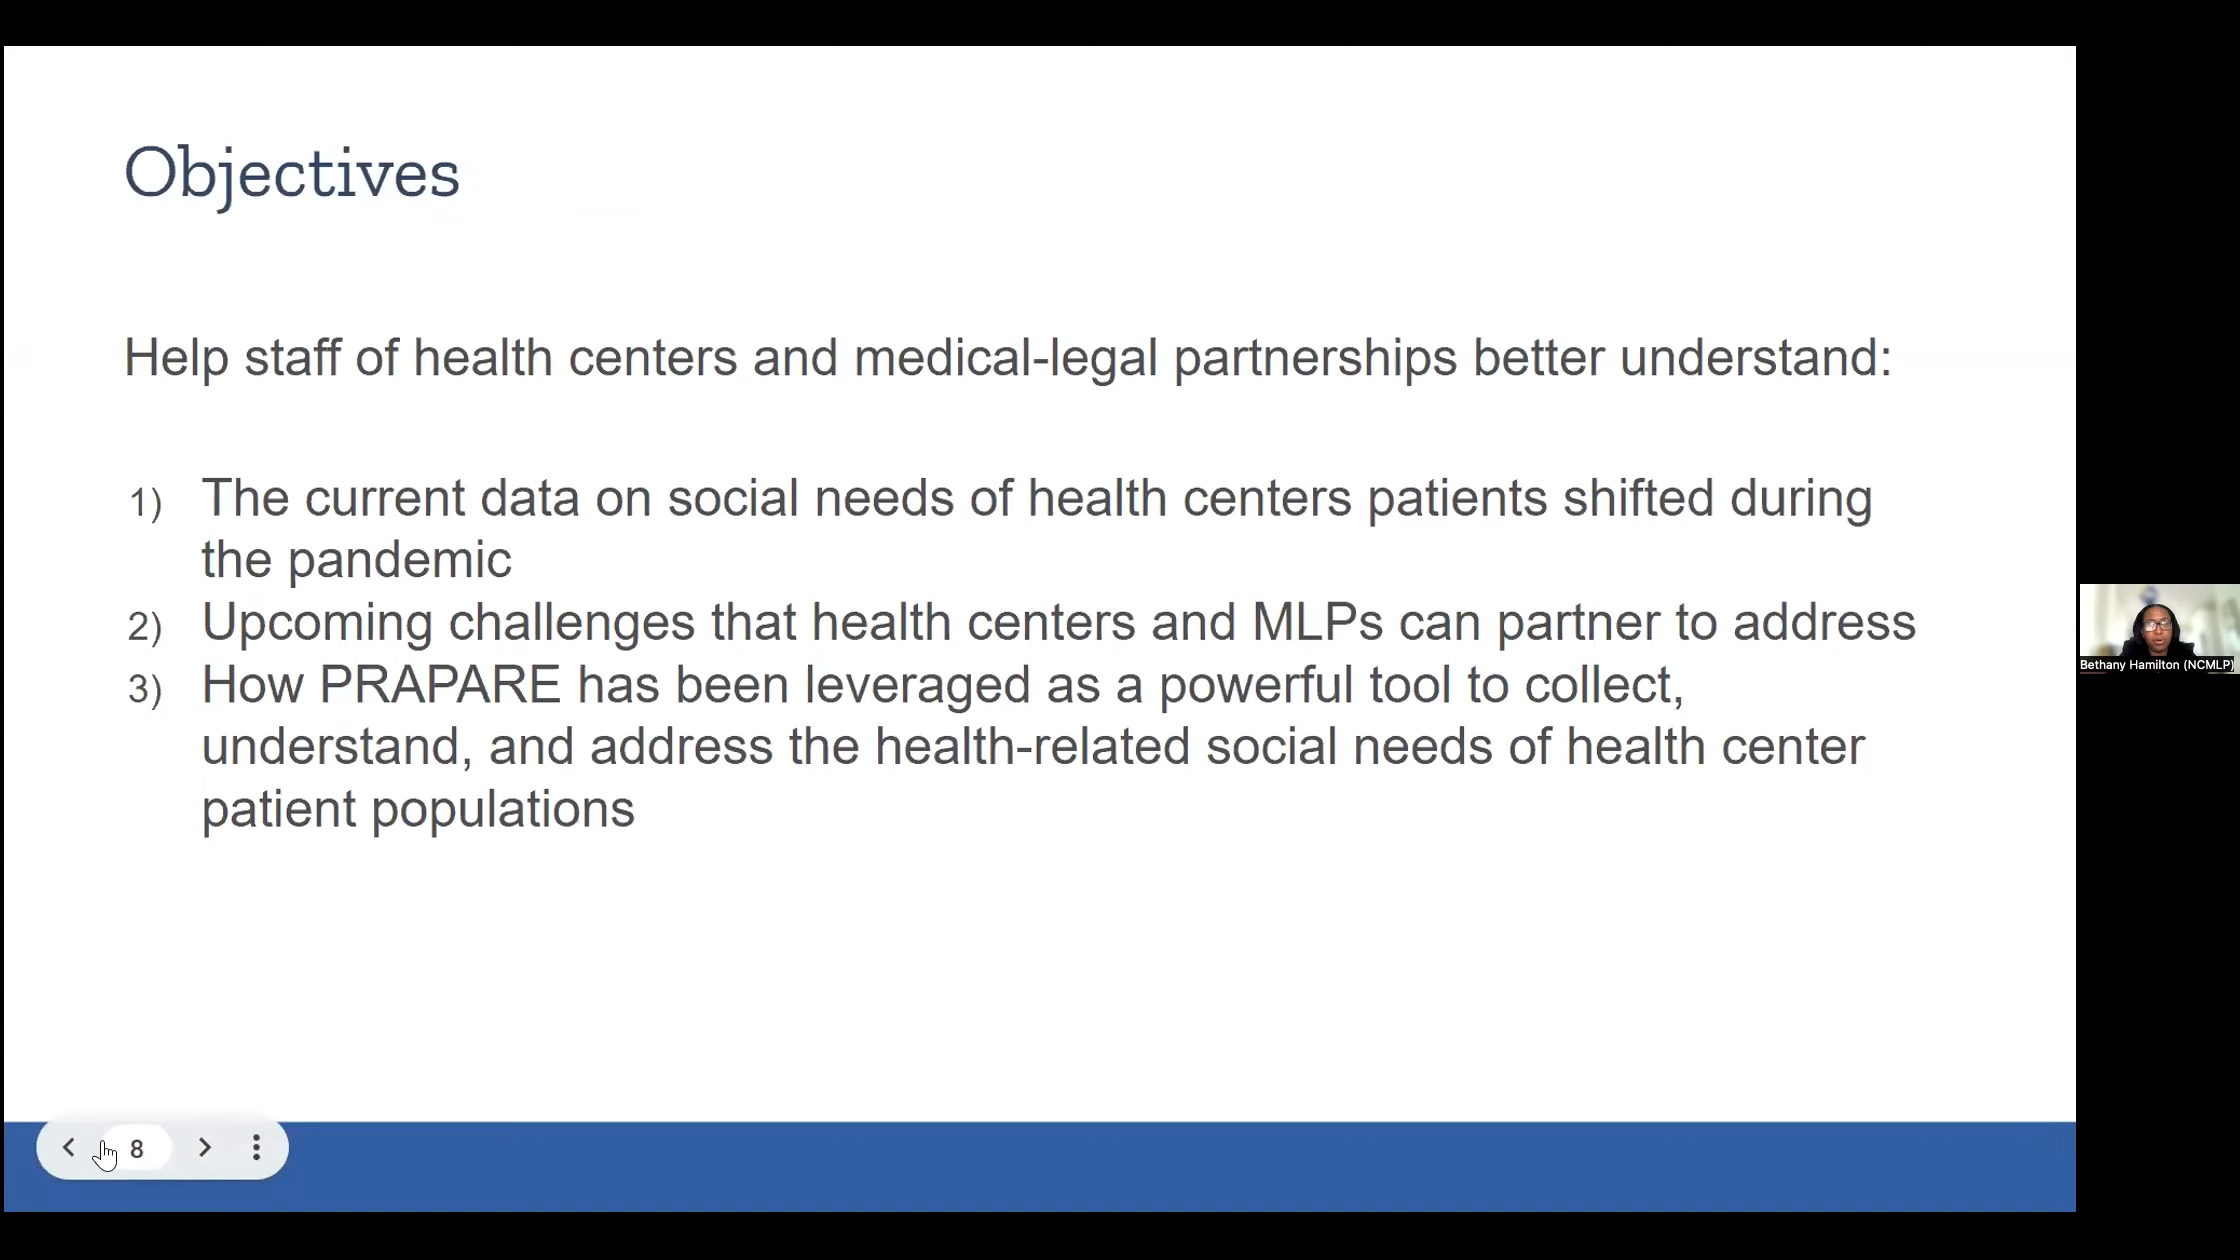 Objectives
Help staff of health centers and medical-legal partnerships better understand:
1) The current data on social needs of health centers patients shifted during
the pandemic
2) Upcoming challenges that health centers and MLPs can partner to address
3) How PRAPARE has been leveraged as a powerful tool to collect,
understand, and address the health-related social needs of health center
patient populations
Bethany Hamilton (NCMLP)
8